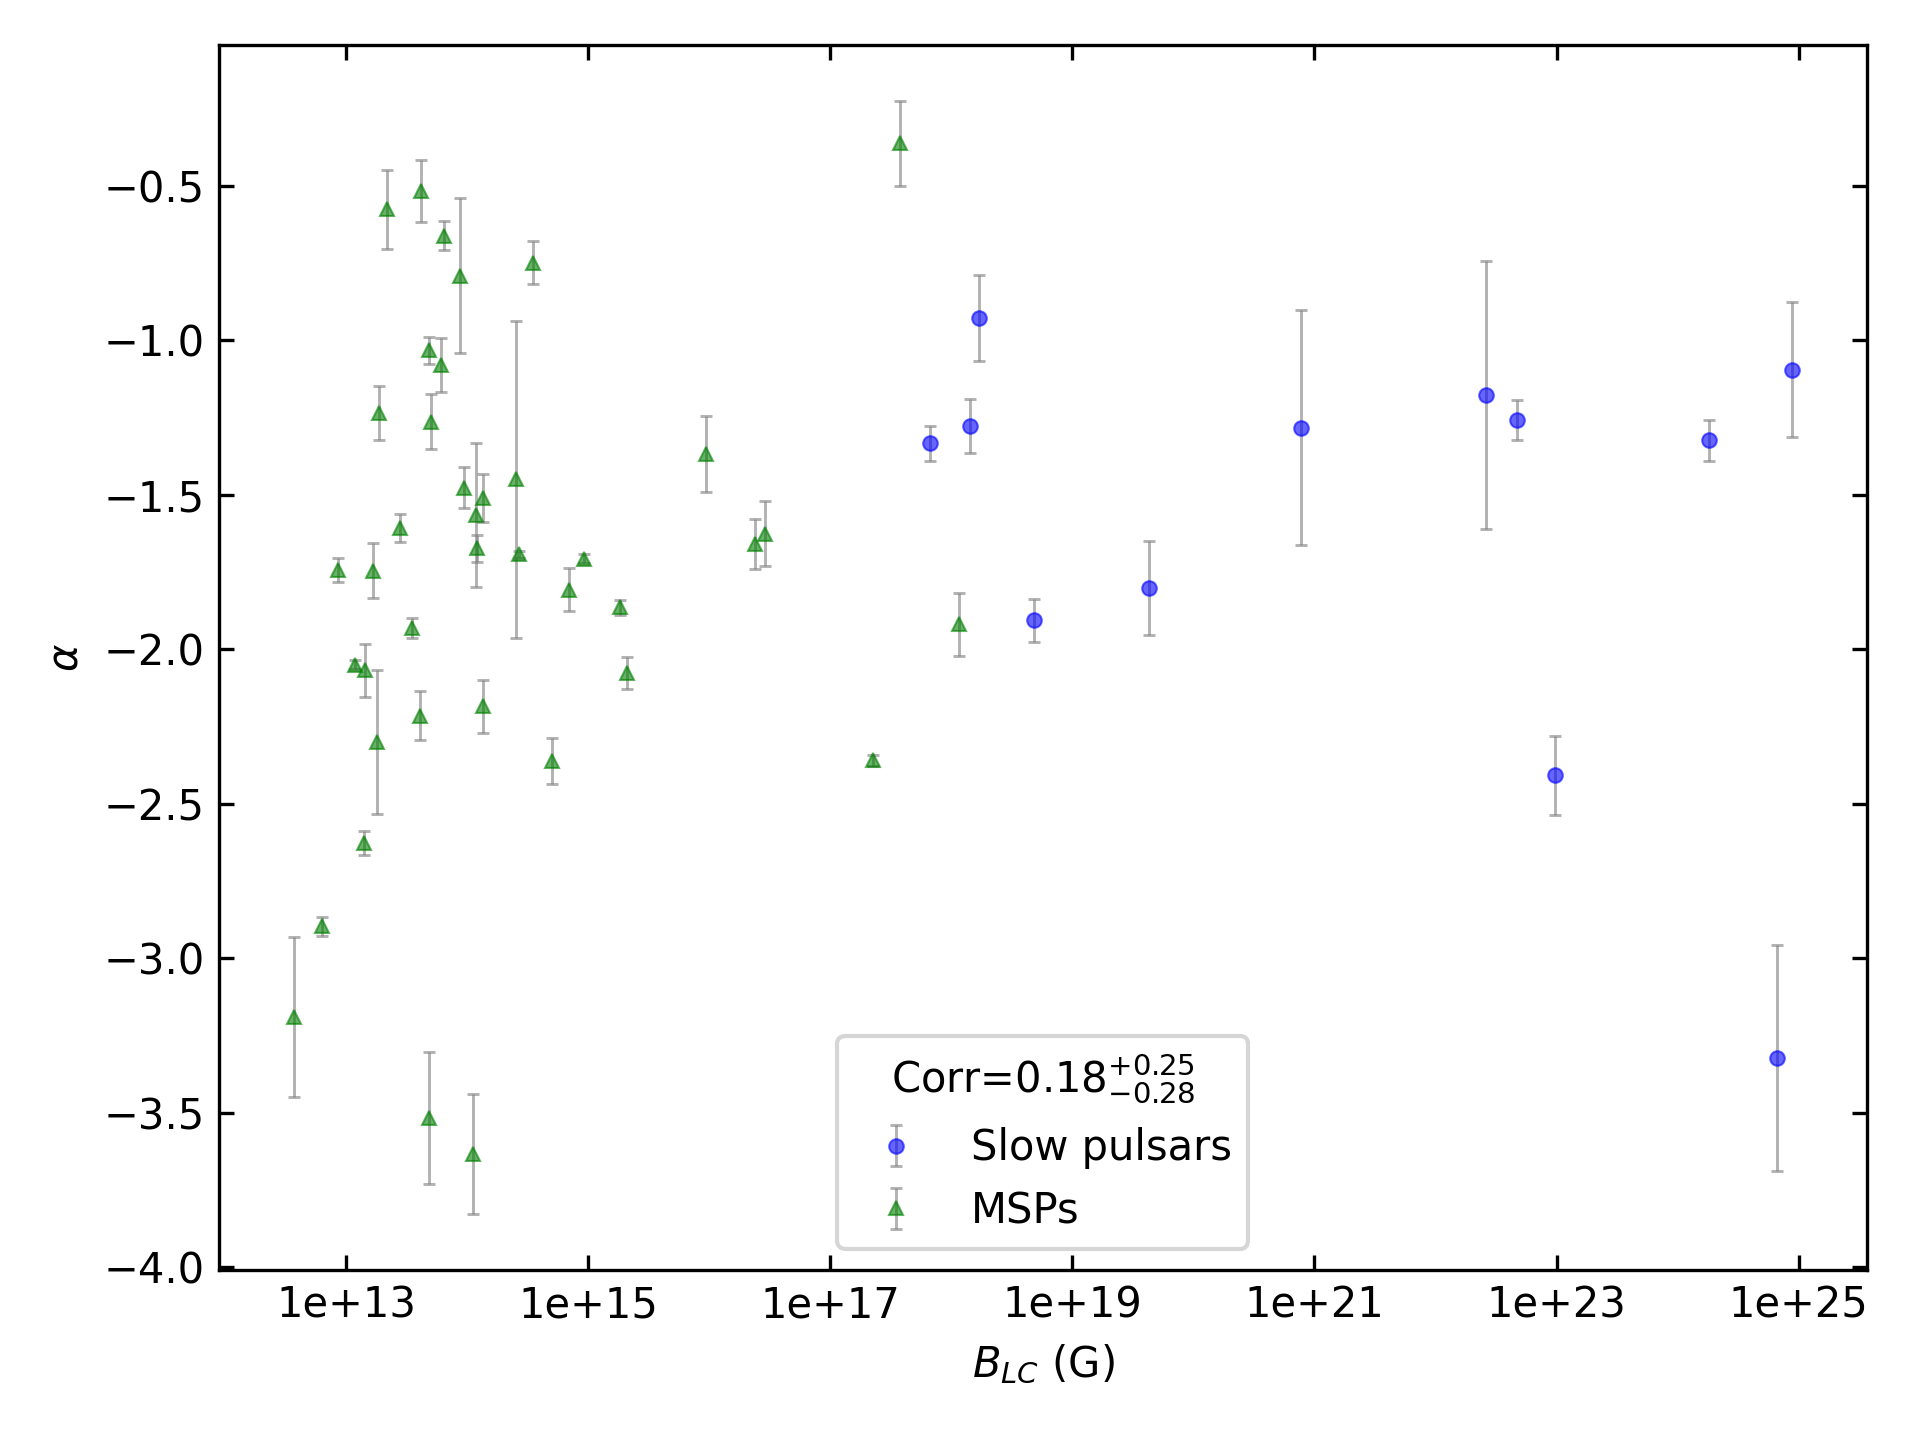 −0.5
−1.0
−1.5
−2.0
−2.5
−3.0
−3.5
−4.0
α
Corr=0.18+0.25−0.28
Slow pulsars
MSPs
1e+13 1e+15 1e+17 1e+19 1e+21 1e+23 1e+25
B_LC (G)